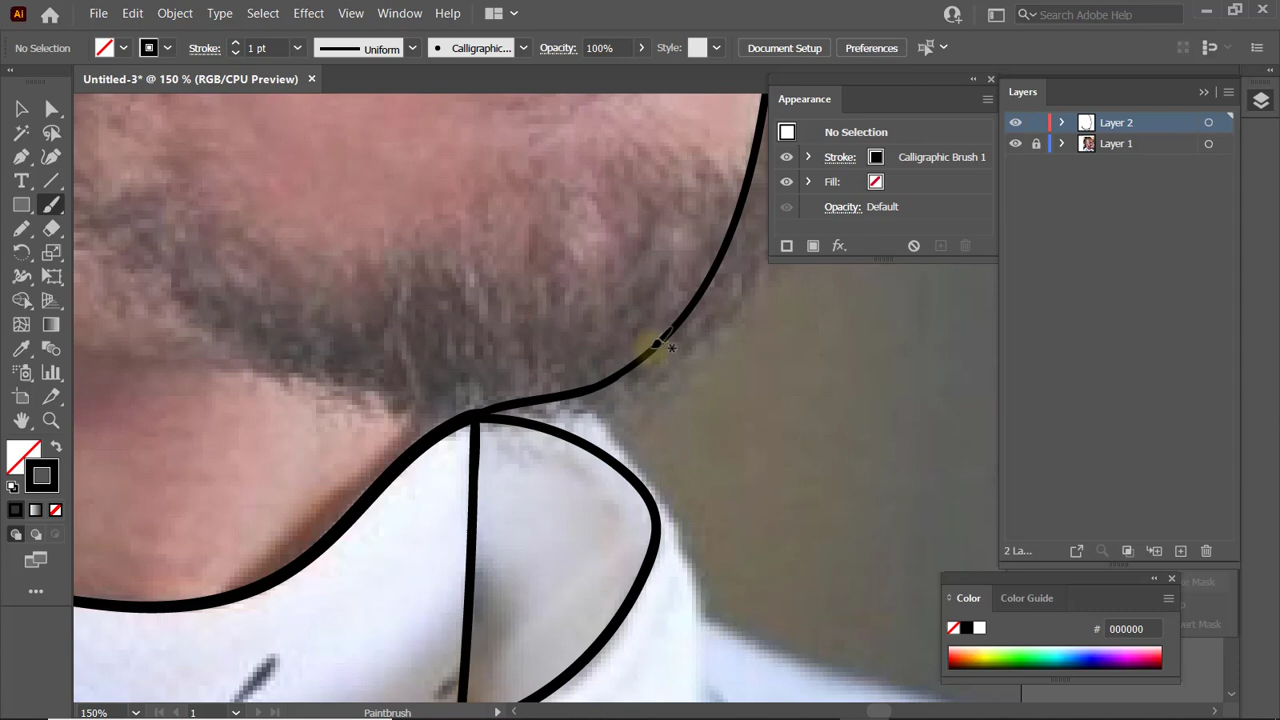 Ai File Edit Object Type Select Effect View Window Help Search Adobe Help
No Selection Stroke: 1 pt Uniform Calligraphic... Opacity: 100% Style: Document Setup Preferences
Untitled-3* @ 150 % (RGB/CPU Preview)
Appearance
No Selection
Stroke: Calligraphic Brush 1
Fill:
Opacity: Default
fx.
Layers
Layer 2
Layer 1
2 La...
Color Color Guide
# 000000
150% 1 Paintbrush